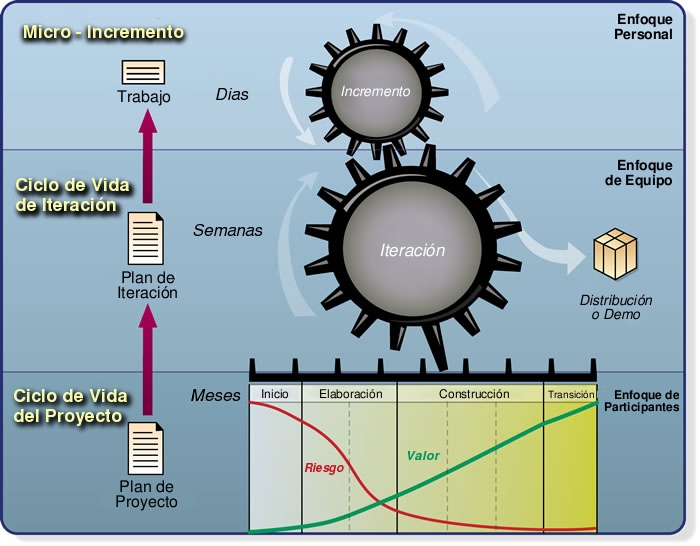 Micro - Incremento
Enfoque
Personal
Trabajo
Dias
Incremento
Ciclo de Vida
de Iteración
Enfoque
de Equipo
Semanas
Iteración
Plan de
Iteración
Distribución
o Demo
Ciclo de Vida
del Proyecto
Meses
Inicio
Elaboración
Construcción
Transición
Enfoque de
Participantes
Riesgo
Valor
Plan de
Proyecto